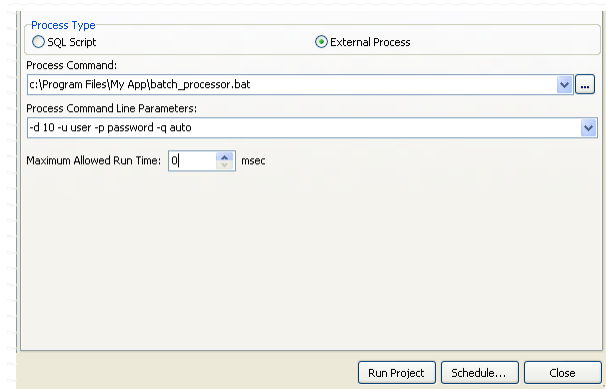 Process Type
SQL Script External Process
Process Command:
c:\Program Files\My App\batch_processor.bat ...
Process Command Line Parameters:
-d 10 -u user -p password -q auto
Maximum Allowed Run Time: 0 msec
Run Project Schedule... Close